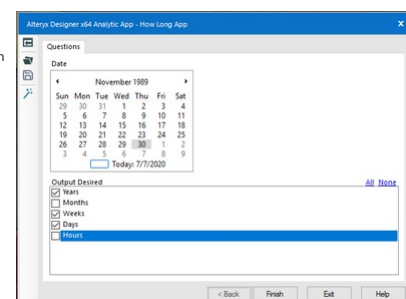 Alteryx Designer x64 Analytic App - How Long App
x
Questions
Date
November 1989
Sun Mon Tue Wed Thu Fri Sat
29 30 31 1 2 3 4
5 6 7 8 9 10 11
12 13 14 15 16 17 18
19 20 21 22 23 24 25
26 27 28 29 30 1 2
3 4 5 6 7 8 9
Today: 7/7/2020
Output Desired All None
Years
Months
Weeks
Days
Hours
< Back Finish Exit Help